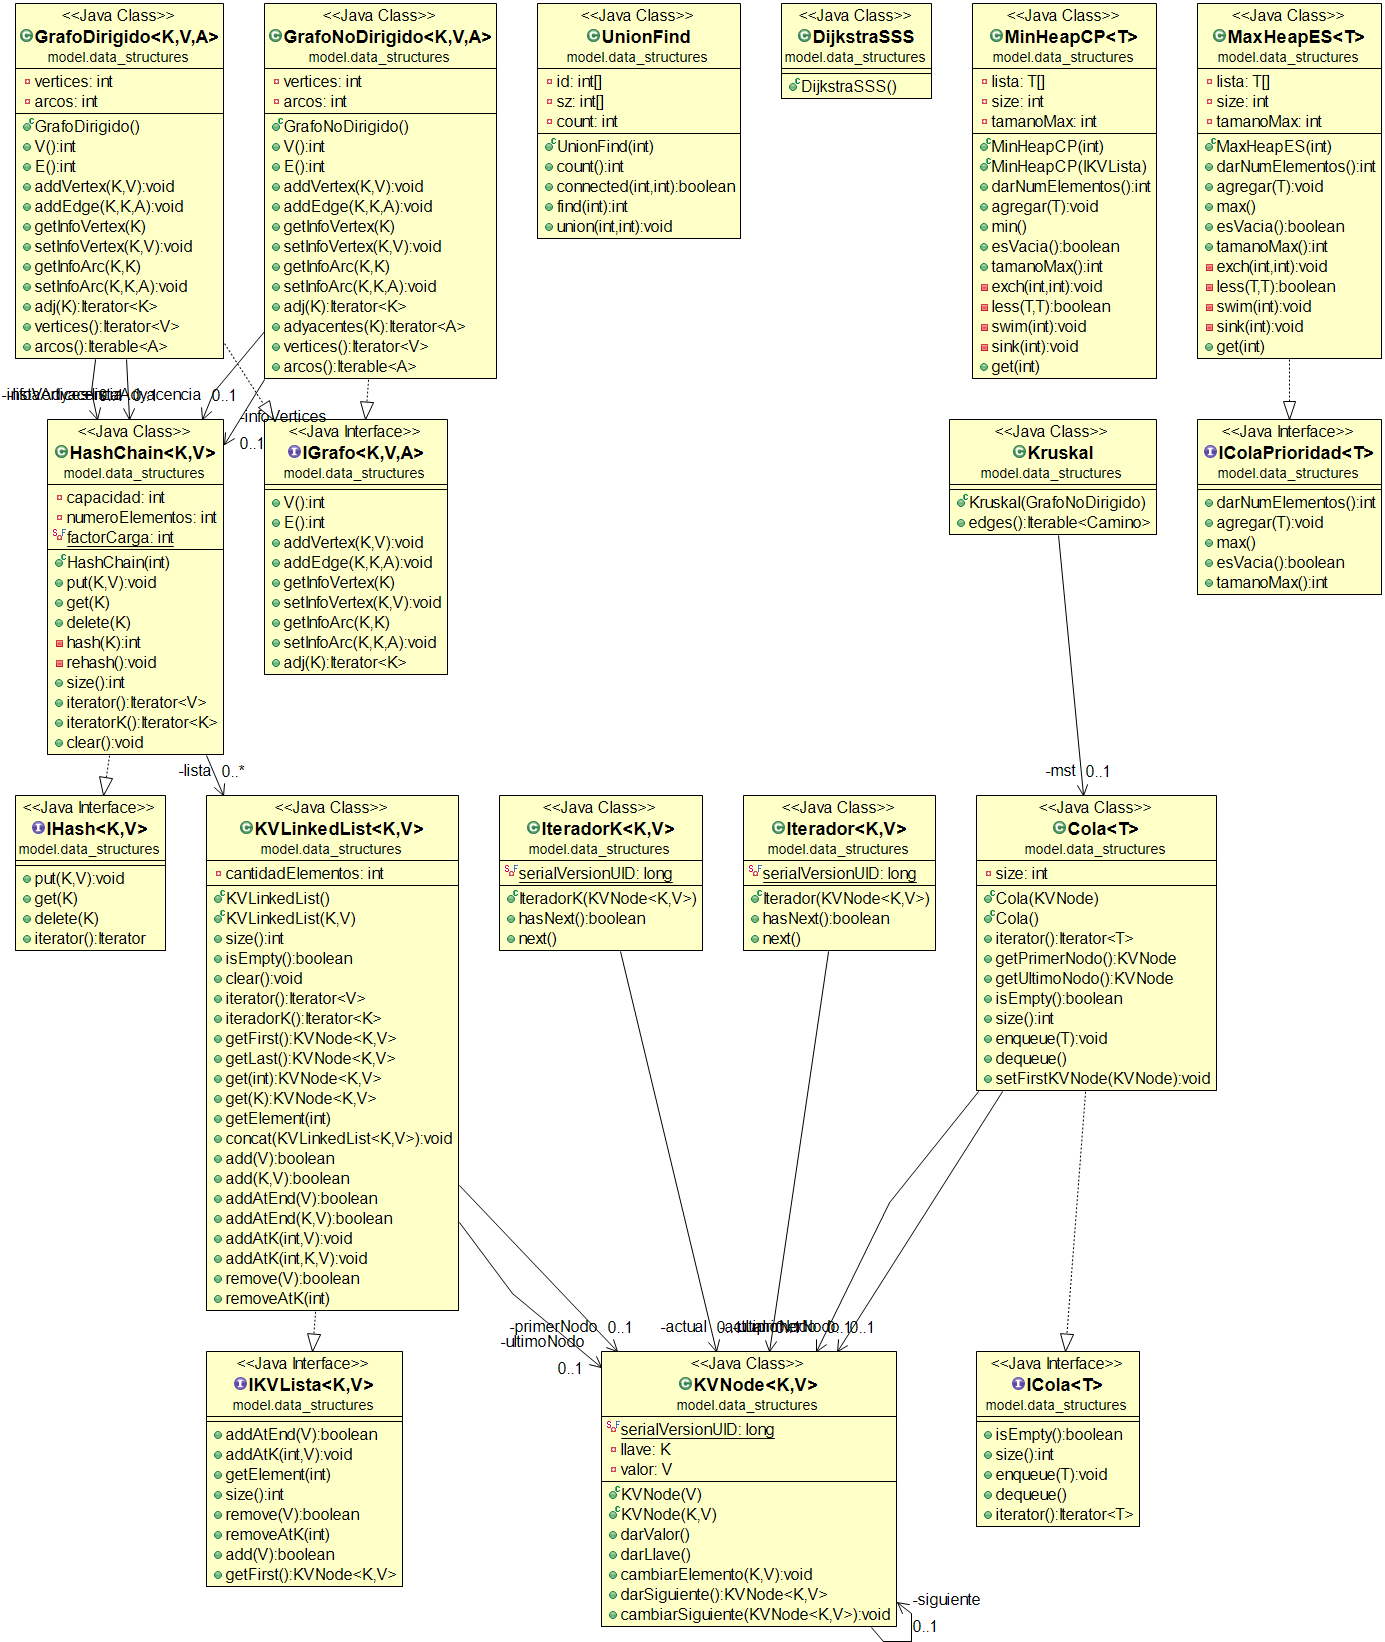 <<Java Class>>
GrafoDirigido<K,V,A>
model.data_structures
vertices: int
arcos: int
GrafoDirigido()
V():int
E():int
addVertex(K,V):void
addEdge(K,K,A):void
getInfoVertex(K)
setInfoVertex(K,V):void
getInfoArc(K,K)
setInfoArc(K,K,A):void
adj(K):Iterator<K>
vertices():Iterator<V>
arcos():Iterable<A>
<<Java Class>>
GrafoNoDirigido<K,V,A>
model.data_structures
vertices: int
arcos: int
GrafoNoDirigido()
V():int
E():int
addVertex(K,V):void
addEdge(K,K,A):void
getInfoVertex(K)
setInfoVertex(K,V):void
getInfoArc(K,K)
setInfoArc(K,K,A):void
adj(K):Iterator<K>
adyacentes(K):Iterator<A>
vertices():Iterator<V>
arcos():Iterable<A>
<<Java Class>>
UnionFind
model.data_structures
id: int[]
sz: int[]
count: int
UnionFind(int)
count():int
connected(int,int):boolean
find(int):int
union(int,int):void
<<Java Class>>
DijkstraSSS
model.data_structures
DijkstraSSS()
<<Java Class>>
MinHeapCP<T>
model.data_structures
lista: T[]
size: int
tamanoMax: int
MinHeapCP(int)
MinHeapCP(IKVLista)
darNumElementos():int
agregar(T):void
min()
esVacia():boolean
tamanoMax():int
exch(int,int):void
less(T,T):boolean
swim(int):void
sink(int):void
get(int)
<<Java Class>>
MaxHeapES<T>
model.data_structures
lista: T[]
size: int
tamanoMax: int
MaxHeapES(int)
darNumElementos():int
agregar(T):void
max()
esVacia():boolean
tamanoMax():int
exch(int,int):void
less(T,T):boolean
swim(int):void
sink(int):void
get(int)
0..1
-infoVertices
0..1
<<Java Class>>
HashChain<K,V>
model.data_structures
capacidad: int
numeroElementos: int
factorCarga: int
HashChain(int)
put(K,V):void
get(K)
delete(K)
hash(K):int
rehash():void
size():int
iterator():Iterator<V>
iteratorK():Iterator<K>
clear():void
<<Java Interface>>
IGrafo<K,V,A>
model.data_structures
V():int
E():int
addVertex(K,V):void
addEdge(K,K,A):void
getInfoVertex(K)
setInfoVertex(K,V):void
getInfoArc(K,K)
setInfoArc(K,K,A):void
adj(K):Iterator<K>
<<Java Class>>
Kruskal
model.data_structures
Kruskal(GrafoNoDirigido)
edges():Iterable<Camino>
<<Java Interface>>
IColaPrioridad<T>
model.data_structures
darNumElementos():int
agregar(T):void
max()
esVacia():boolean
tamanoMax():int
-lista 0..*
-mst 0..1
<<Java Interface>>
IHash<K,V>
model.data_structures
put(K,V):void
get(K)
delete(K)
iterator():Iterator
<<Java Class>>
KVLinkedList<K,V>
model.data_structures
cantidadElementos: int
KVLinkedList()
KVLinkedList(K,V)
size():int
isEmpty():boolean
clear():void
iterator():Iterator<V>
iteradorK():Iterator<K>
getFirst():KVNode<K,V>
getLast():KVNode<K,V>
get(int):KVNode<K,V>
get(K):KVNode<K,V>
getElement(int)
concat(KVLinkedList<K,V>):void
add(V):boolean
add(K,V):boolean
addAtEnd(V):boolean
addAtEnd(K,V):boolean
addAtK(int,V):void
addAtK(int,K,V):void
remove(V):boolean
removeAtK(int)
<<Java Class>>
IteradorK<K,V>
model.data_structures
serialVersionUID: long
IteradorK(KVNode<K,V>)
hasNext():boolean
next()
<<Java Class>>
Iterador<K,V>
model.data_structures
serialVersionUID: long
Iterador(KVNode<K,V>)
hasNext():boolean
next()
<<Java Class>>
Cola<T>
model.data_structures
size: int
Cola(KVNode)
Cola()
iterator():Iterator<T>
getPrimerNodo():KVNode
getUltimoNodo():KVNode
isEmpty():boolean
size():int
enqueue(T):void
dequeue()
setFirstKVNode(KVNode):void
-primerNodo 0..1
-ultimoNodo
0..1
-actual
0..1
<<Java Interface>>
IKVLista<K,V>
model.data_structures
addAtEnd(V):boolean
addAtK(int,V):void
getElement(int)
size():int
remove(V):boolean
removeAtK(int)
add(V):boolean
getFirst():KVNode<K,V>
<<Java Class>>
KVNode<K,V>
model.data_structures
serialVersionUID: long
llave: K
valor: V
KVNode(V)
KVNode(K,V)
darValor()
darLlave()
cambiarElemento(K,V):void
darSiguiente():KVNode<K,V>
cambiarSiguiente(KVNode<K,V>):void
-siguiente
0..1
<<Java Interface>>
ICola<T>
model.data_structures
isEmpty():boolean
size():int
enqueue(T):void
dequeue()
iterator():Iterator<T>